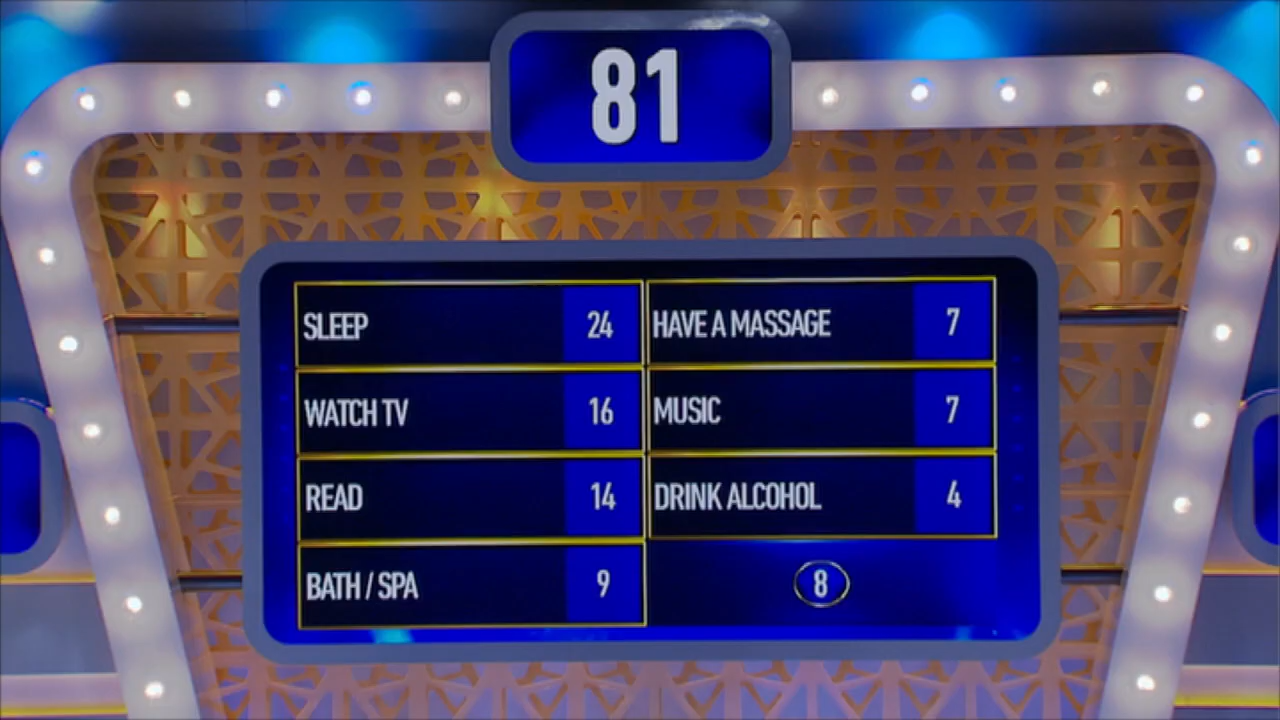 81
SLEEP 24
WATCH TV 16
READ 14
BATH / SPA 9
HAVE A MASSAGE 7
MUSIC 7
DRINK ALCOHOL 4
8